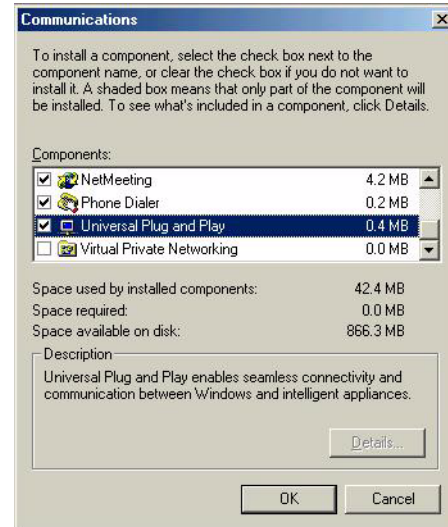 Communications
To install a component, select the check box next to the
component name, or clear the check box if you do not want to
install it. A shaded box means that only part of the component will
be installed. To see what's included in a component, click Details.
Components:
NetMeeting 4.2 MB
Phone Dialer 0.2 MB
Universal Plug and Play 0.4 MB
Virtual Private Networking 0.0 MB
Space used by installed components: 42.4 MB
Space required: 0.0 MB
Space available on disk: 866.3 MB
Description
Universal Plug and Play enables seamless connectivity and
communication between Windows and intelligent appliances.
Details...
OK Cancel